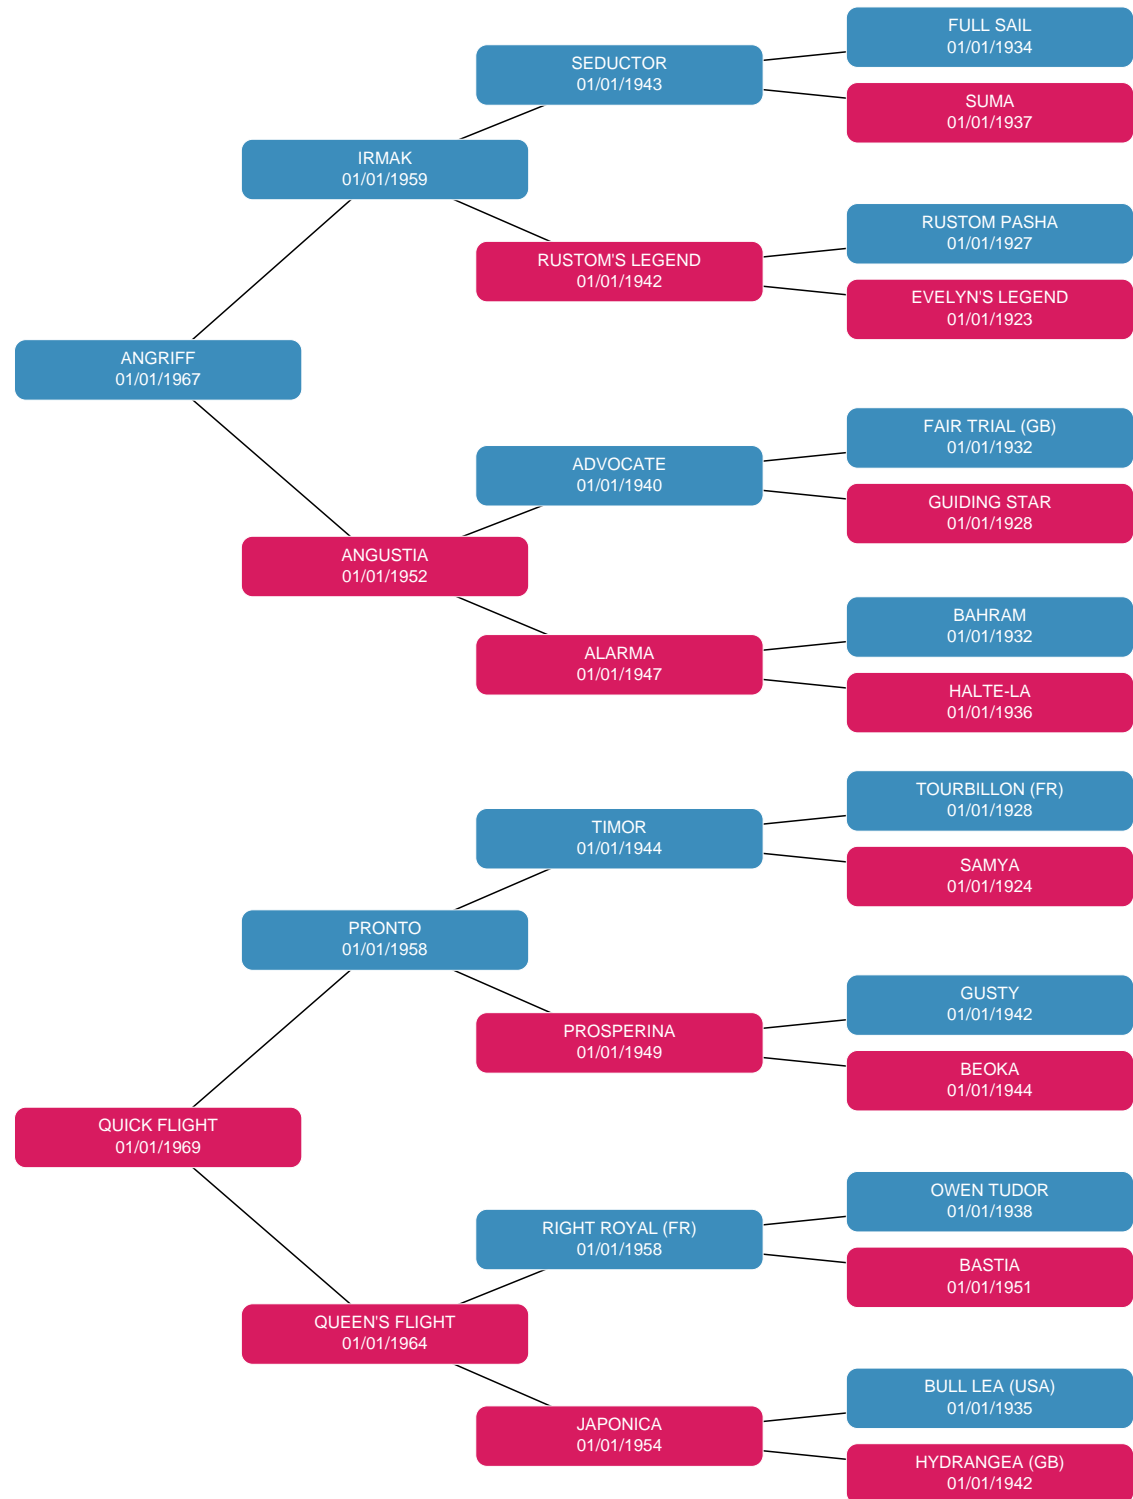 FULL SAIL
01/01/1934
SEDUCTOR
01/01/1943
SUMA
01/01/1937
IRMAK
01/01/1959
RUSTOM PASHA
01/01/1927
RUSTOM'S LEGEND
01/01/1942
EVELYN'S LEGEND
01/01/1923
ANGRIFF
01/01/1967
FAIR TRIAL (GB)
01/01/1932
ADVOCATE
01/01/1940
GUIDING STAR
01/01/1928
ANGUSTIA
01/01/1952
BAHRAM
01/01/1932
ALARMA
01/01/1947
HALTE-LA
01/01/1936
TOURBILLON (FR)
01/01/1928
TIMOR
01/01/1944
SAMYA
01/01/1924
PRONTO
01/01/1958
GUSTY
01/01/1942
PROSPERINA
01/01/1949
BEOKA
01/01/1944
QUICK FLIGHT
01/01/1969
OWEN TUDOR
01/01/1938
RIGHT ROYAL (FR)
01/01/1958
BASTIA
01/01/1951
QUEEN'S FLIGHT
01/01/1964
BULL LEA (USA)
01/01/1935
JAPONICA
01/01/1954
HYDRANGEA (GB)
01/01/1942